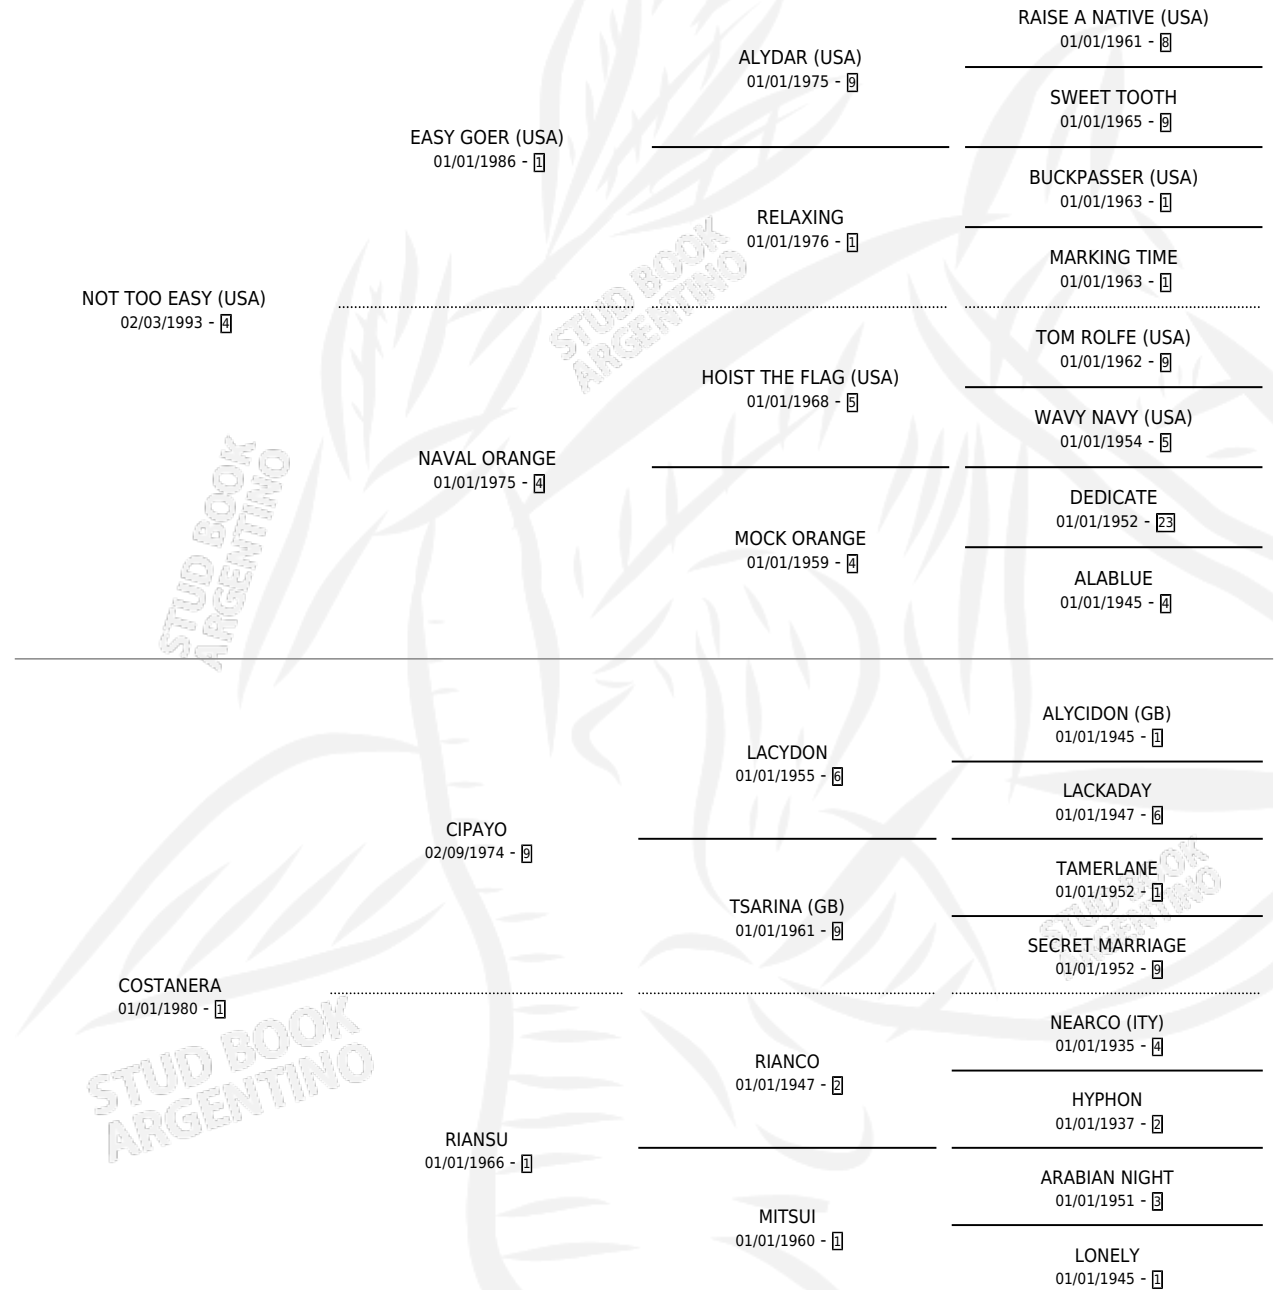 RAISE A NATIVE (USA)
01/01/1961 - 8
ALYDAR (USA)
01/01/1975 - 9
SWEET TOOTH
01/01/1965 - 9
EASY GOER (USA)
01/01/1986 - 1
BUCKPASSER (USA)
01/01/1963 - 1
RELAXING
01/01/1976 - 1
MARKING TIME
01/01/1963 - 1
NOT TOO EASY (USA)
02/03/1993 - 4
TOM ROLFE (USA)
01/01/1962 - 9
HOIST THE FLAG (USA)
01/01/1968 - 5
WAVY NAVY (USA)
01/01/1954 - 5
NAVAL ORANGE
01/01/1975 - 4
DEDICATE
01/01/1952 - 23
MOCK ORANGE
01/01/1959 - 4
ALABLUE
01/01/1945 - 4
STUD BOOK
ARGENTINO
STUD BOOK
ARGENTINO
ALYCIDON (GB)
01/01/1945 - 1
LACYDON
01/01/1955 - 6
LACKADAY
01/01/1947 - 6
CIPAYO
02/09/1974 - 9
TAMERLANE
01/01/1952 - 1
TSARINA (GB)
01/01/1961 - 9
SECRET MARRIAGE
01/01/1952 - 9
STUD BOOK
ARGENTINO
COSTANERA
01/01/1980 - 1
NEARCO (ITY)
01/01/1935 - 4
RIANCO
01/01/1947 - 2
HYPHON
01/01/1937 - 2
RIANSU
01/01/1966 - 1
ARABIAN NIGHT
01/01/1951 - 3
MITSUI
01/01/1960 - 1
LONELY
01/01/1945 - 1
STUD BOOK
ARGENTINO